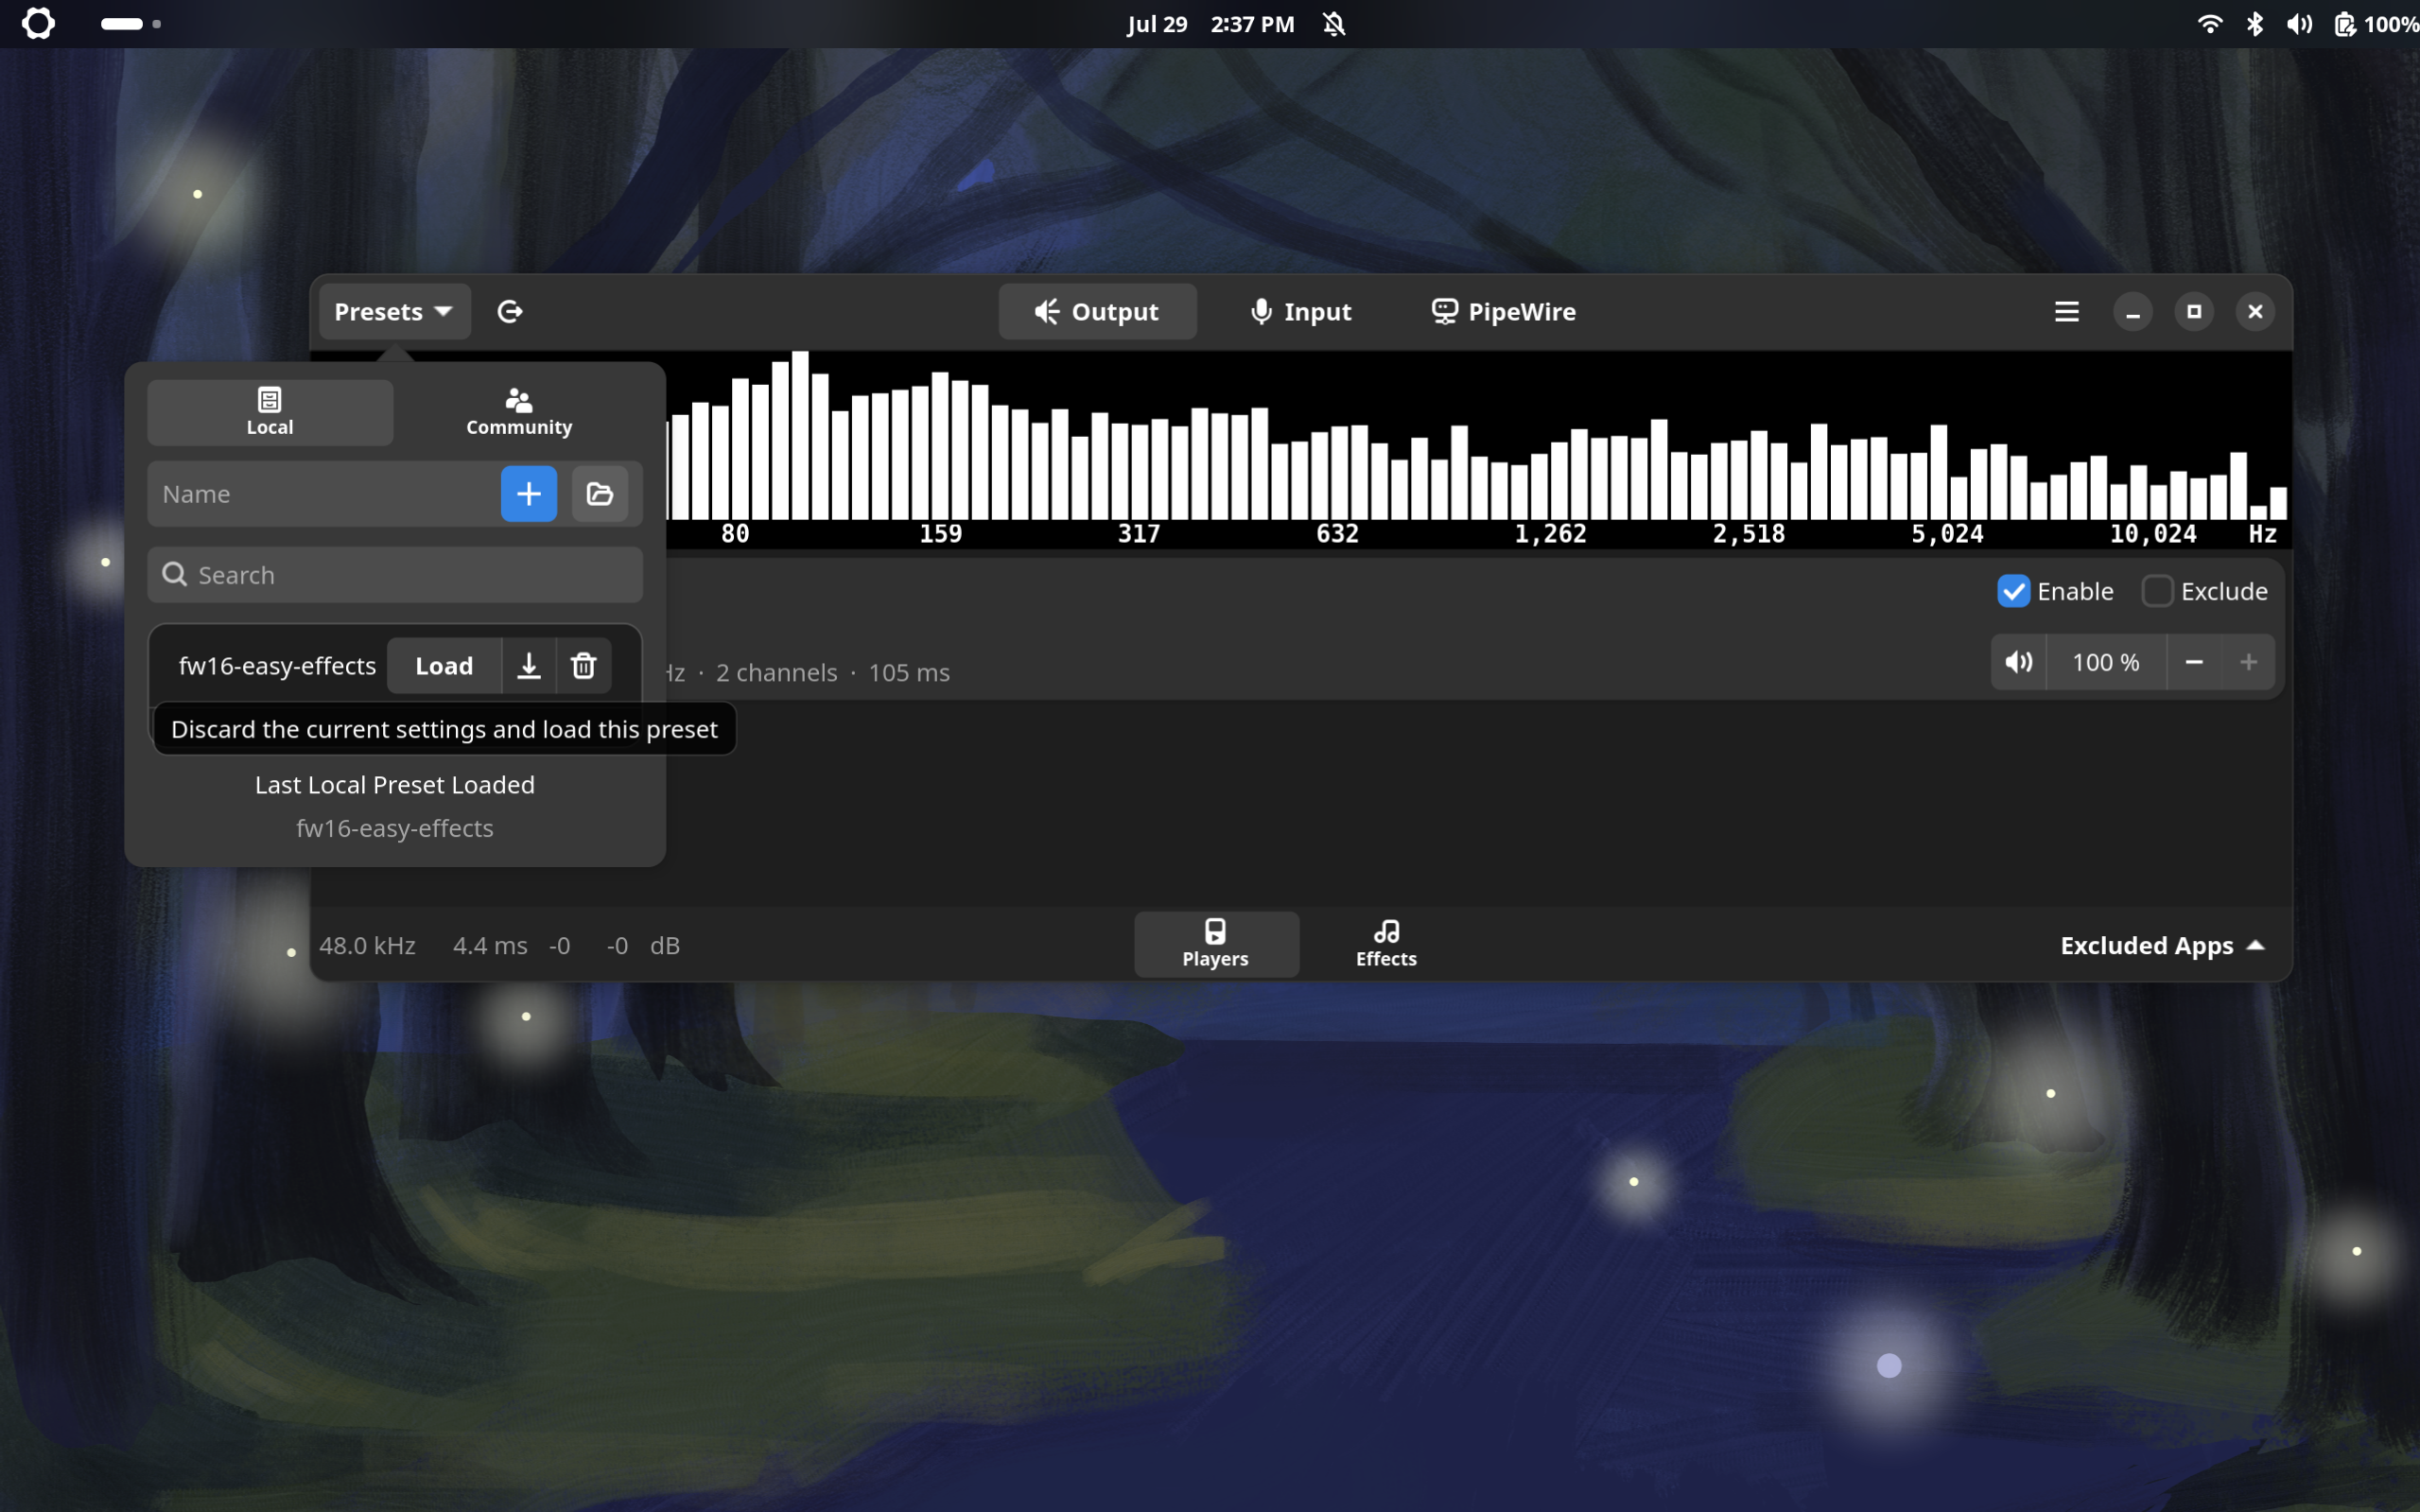 Jul 29 2:37 PM
100%
Presets
Output
Input
PipeWire
Local
Community
Name
Search
80 159 317 632 1,262 2,518 5,024 10,024 Hz
Enable
Exclude
fw16-easy-effects
Load
Hz · 2 channels · 105 ms
100 %
Discard the current settings and load this preset
Last Local Preset Loaded
fw16-easy-effects
48.0 kHz 4.4 ms -0 -0 dB
Players
Effects
Excluded Apps